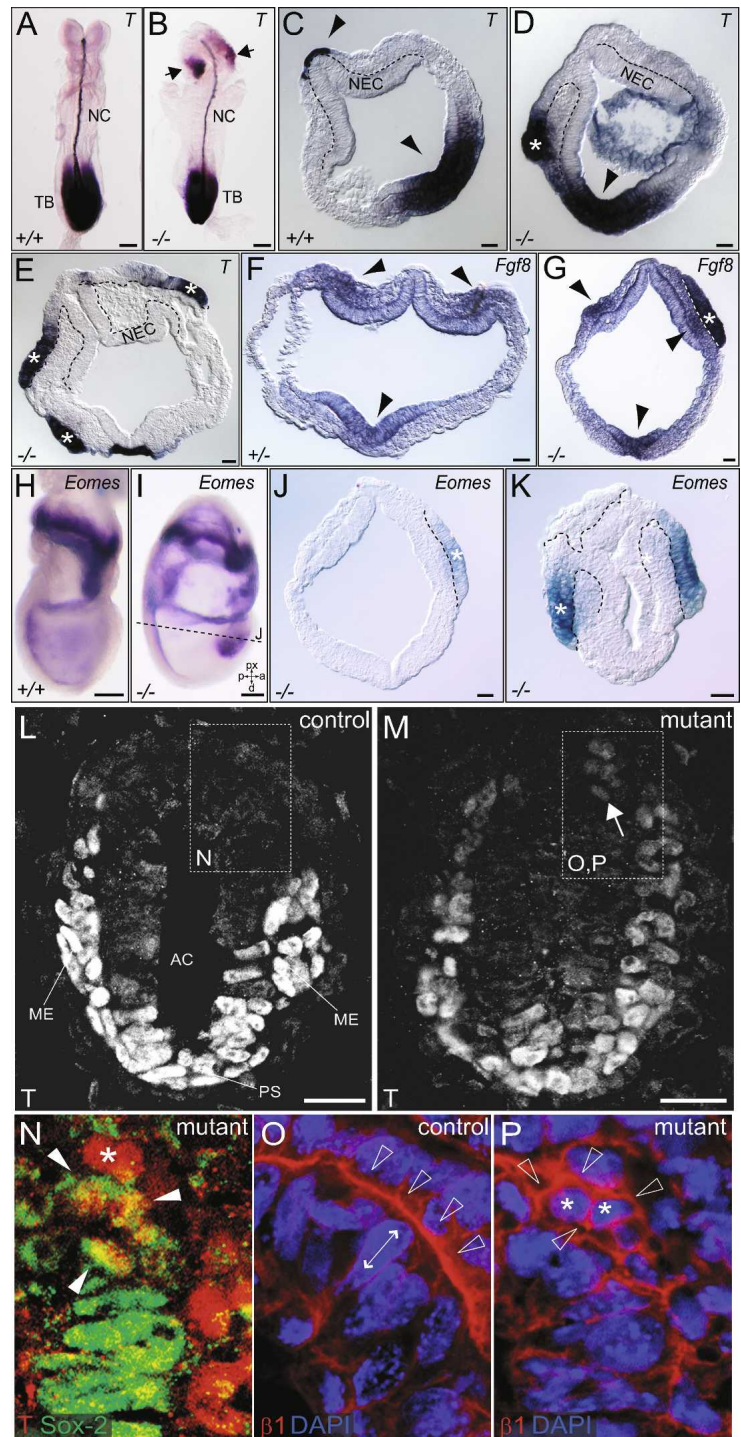 A
T
NC
TB
+/+
B
T
NC
TB
-/-
C
T
NEC
+/+
D
T
NEC
*
-/-
E
T
*
NEC
*
*
-/-
F
Fgf8
+/-
G
Fgf8
*
-/-
H
Eomes
+/+
I
Eomes
J
px
p a
d
-/-
J
Eomes
*
-/-
K
Eomes
*
-/-
L
control
N
AC
ME
ME
PS
T
M
mutant
O,P
T
N
mutant
*
T Sox-2
O
control
β1 DAPI
P
mutant
* *
β1 DAPI